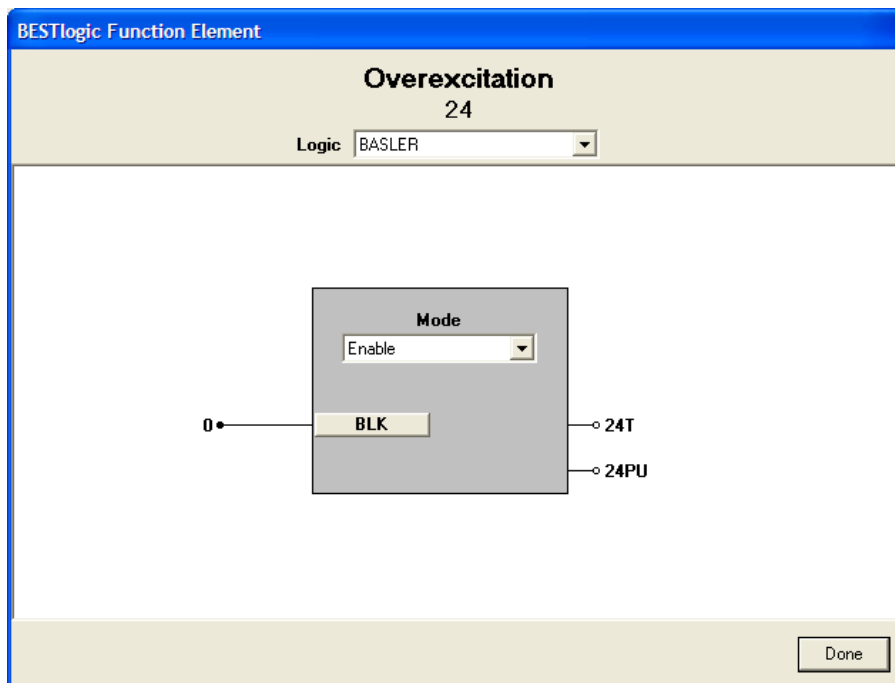 BESTlogic Function Element
Overexcitation
24
Logic BASLER
Mode
Enable
0 BLK 24T
24PU
Done